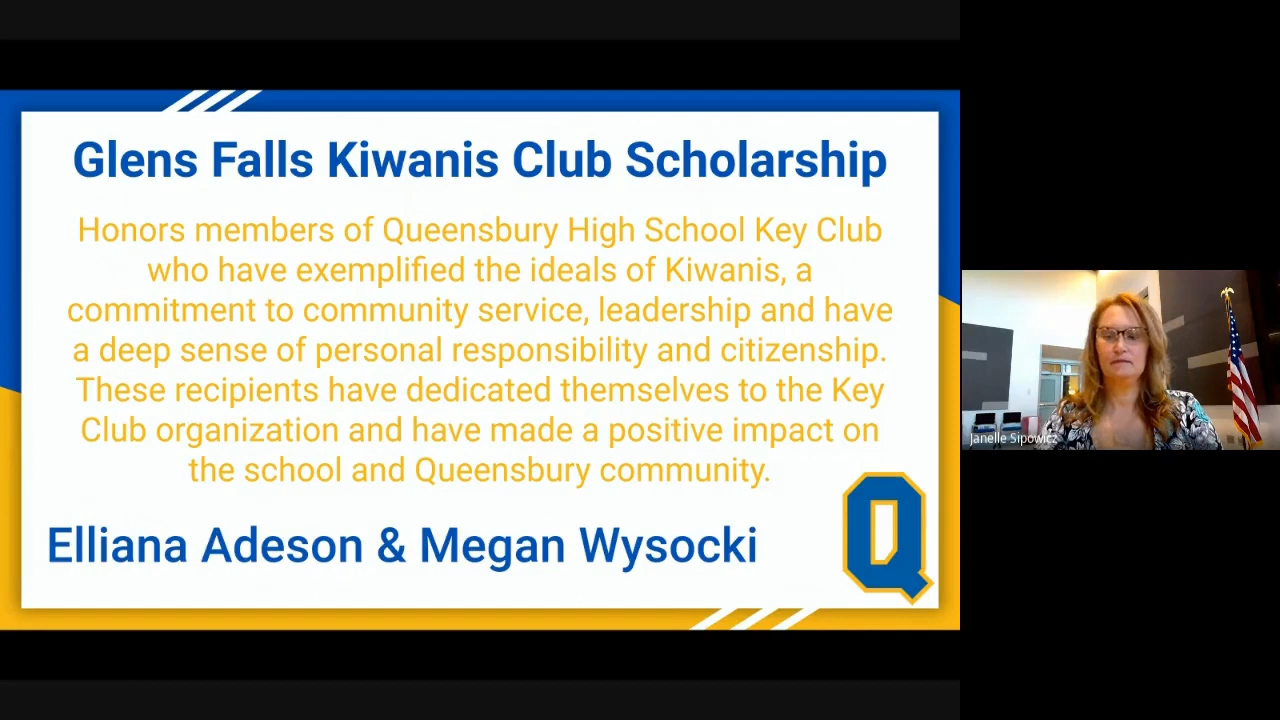 Glens Falls Kiwanis Club Scholarship
Honors members of Queensbury High School Key Club
who have exemplified the ideals of Kiwanis, a
commitment to community service, leadership and have
a deep sense of personal responsibility and citizenship.
These recipients have dedicated themselves to the Key
Club organization and have made a positive impact on
the school and Queensbury community.
Elliana Adeson & Megan Wysocki
Q
Janelle Sipowicz